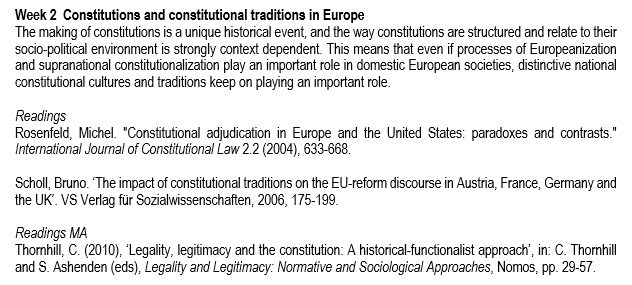 Week 2  Constitutions and constitutional traditions in Europe
The making of constitutions is a unique historical event, and the way constitutions are structured and relate to their
socio-political environment is strongly context dependent. This means that even if processes of Europeanization
and supranational constitutionalization play an important role in domestic European societies, distinctive national
constitutional cultures and traditions keep on playing an important role.
Readings
Rosenfeld, Michel. "Constitutional adjudication in Europe and the United States: paradoxes and contrasts."
International Journal of Constitutional Law 2.2 (2004), 633-668.
Scholl, Bruno. ‘The impact of constitutional traditions on the EU-reform discourse in Austria, France, Germany and
the UK’. VS Verlag für Sozialwissenschaften, 2006, 175-199.
Readings MA
Thornhill, C. (2010), ‘Legality, legitimacy and the constitution: A historical-functionalist approach’, in: C. Thornhill
and S. Ashenden (eds), Legality and Legitimacy: Normative and Sociological Approaches, Nomos, pp. 29-57.